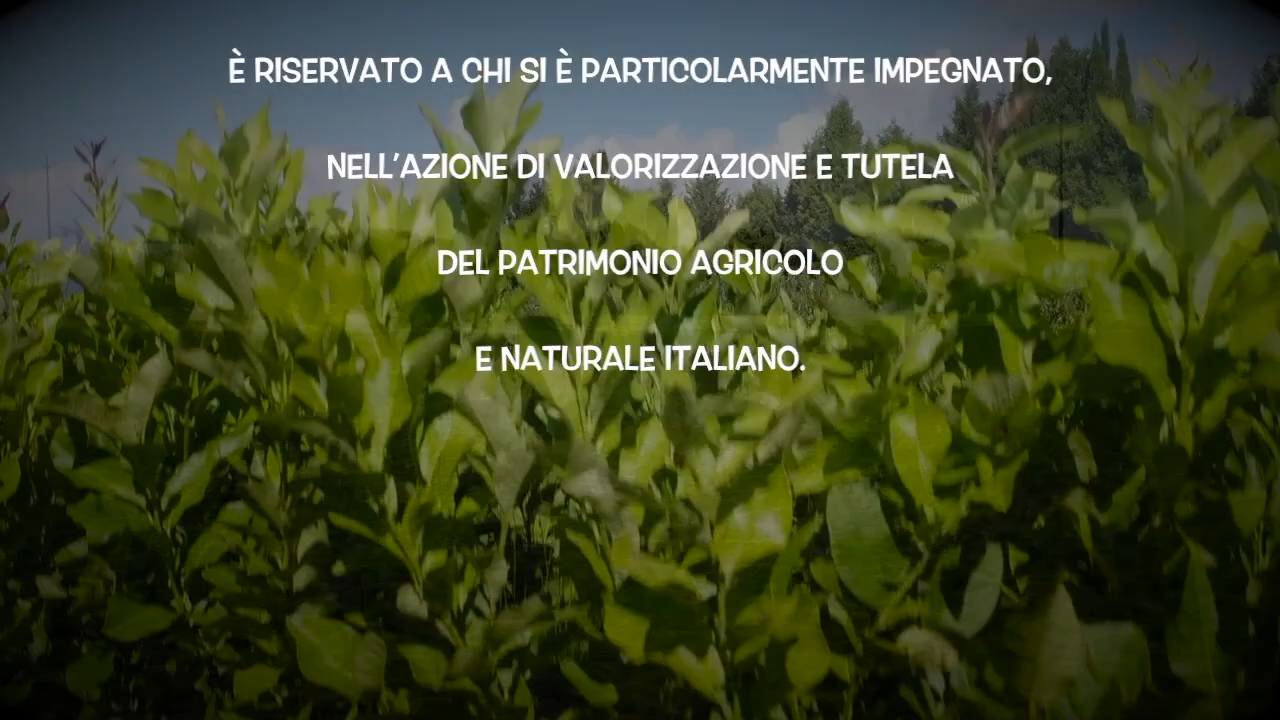 È RISERVATO A CHI SI È PARTICOLARMENTE IMPEGNATO,
NELL'AZIONE DI VALORIZZAZIONE E TUTELA
DEL PATRIMONIO AGRICOLO
E NATURALE ITALIANO.